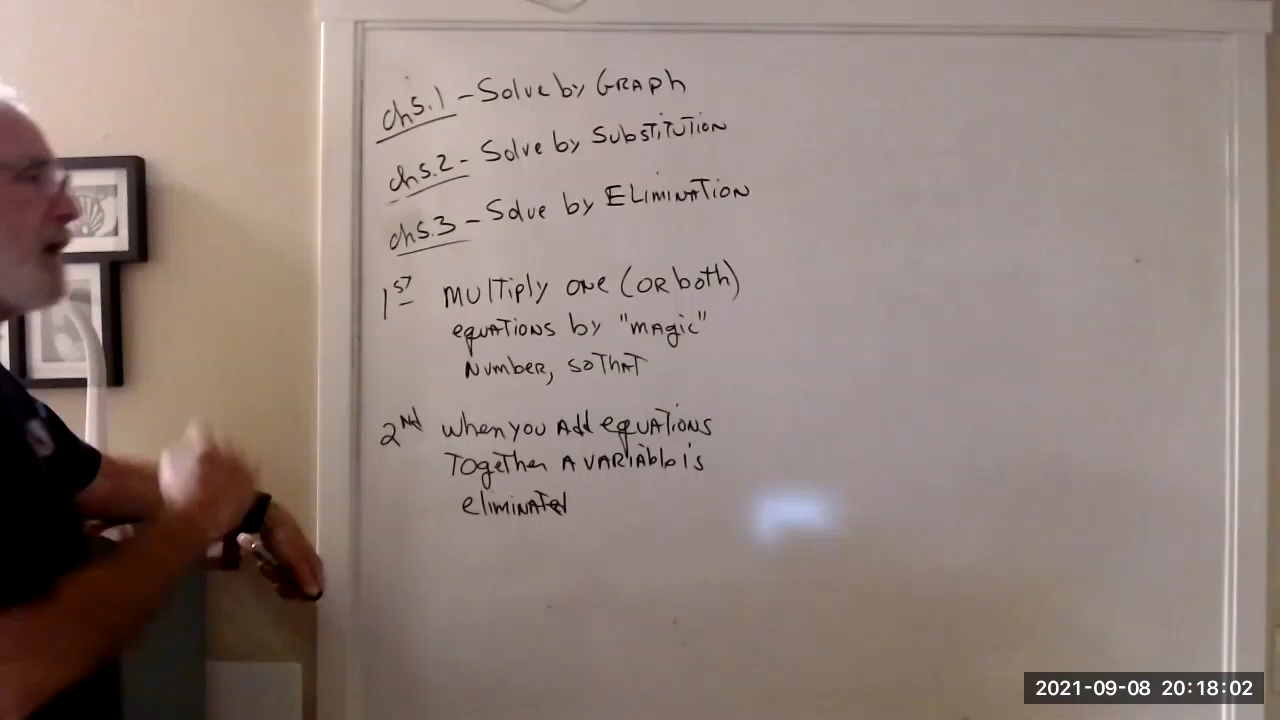 ch5.1 - Solve by GRAPH
ch5.2 - Solve by SubSTiTuTioN
ch5.3 - Solve by ELiminATioN
1ST MulTiply oNe (OR both)
equATioNs by "mAgic"
Number, so ThAT
2Nd when you Add equATioNs
TogeTher A vARiAble is
eliminATed
2021-09-08 20:18:02